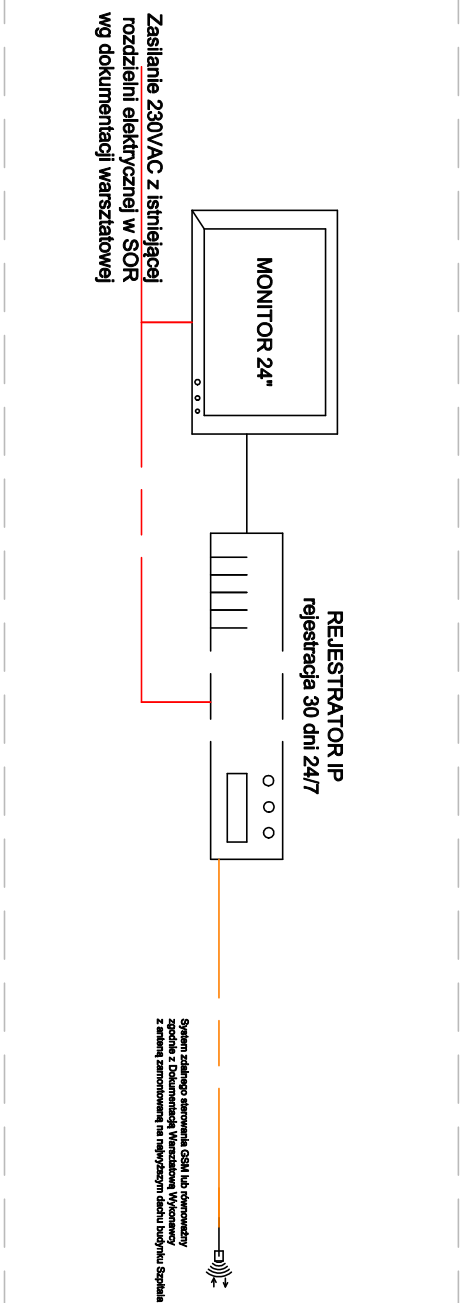 Zasilanie 230VAC z istniejącej
rozdzielni elektrycznej w SOR
wg dokumentacji warsztatowej
MONITOR 24"
REJESTRATOR IP
rejestracja 30 dni 24/7
System zdalnego sterowania GSM lub równoważny
zgodnie z Dokumentacją Warsztatową Wykonawcy
z anteną zamontowaną na najwyższym dachu budynku Szpitala